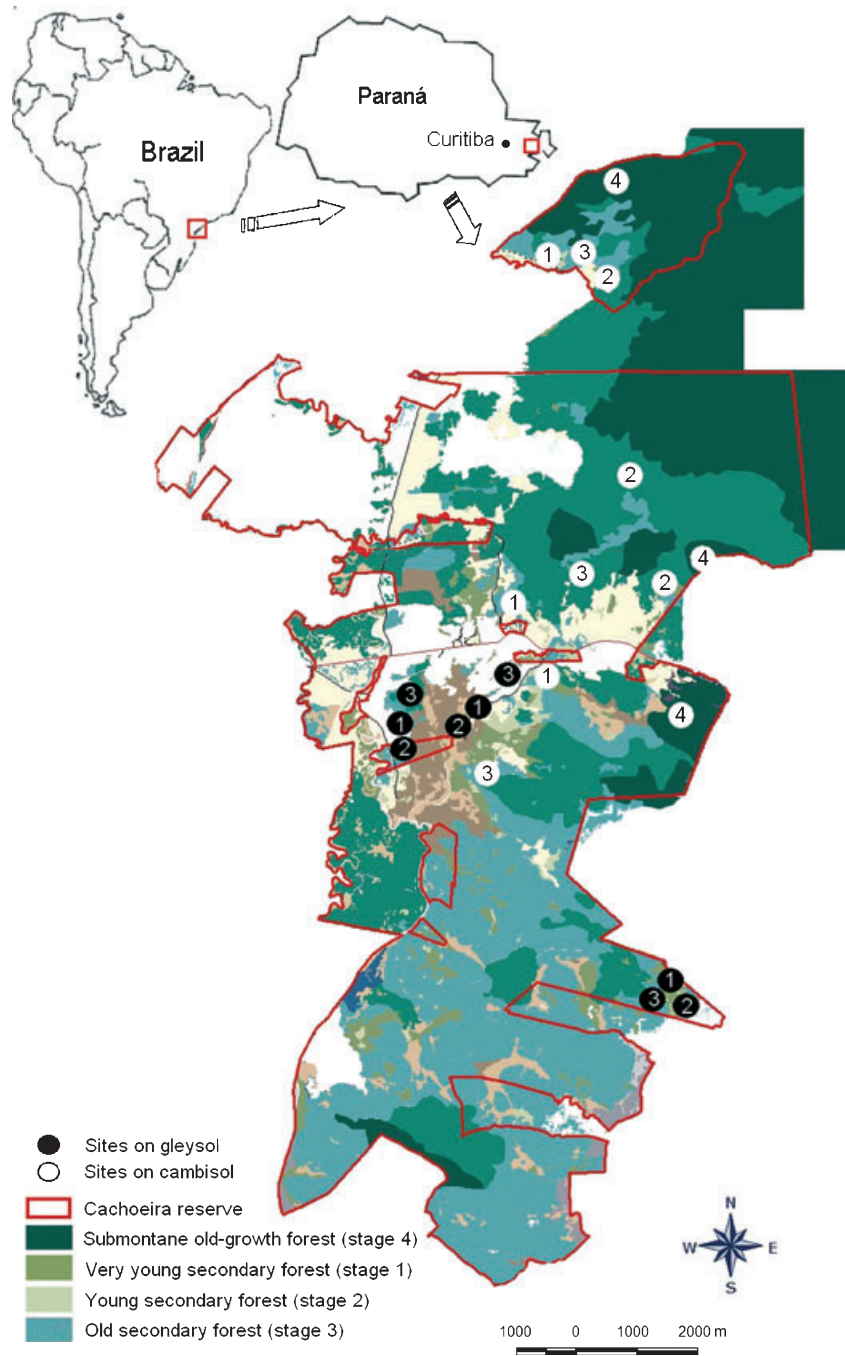 Brazil
Paraná
Curitiba
4
1
3
2
2
3
4
2
1
1
3
3
1
1
2
2
4
3
1
3
2
Sites on gleysol
Sites on cambisol
Cachoeira reserve
Submontane old-growth forest (stage 4)
Very young secondary forest (stage 1)
Young secondary forest (stage 2)
Old secondary forest (stage 3)
N
W
E
S
1000 0 1000 2000 m